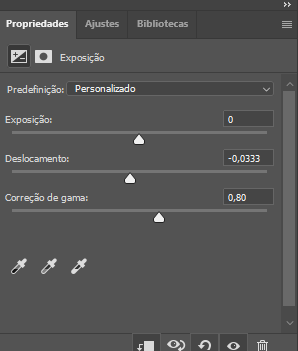 Propriedades Ajustes Bibliotecas
Exposição
Predefinição: Personalizado
Exposição: 0
Deslocamento: -0,0333
Correção de gama: 0,80